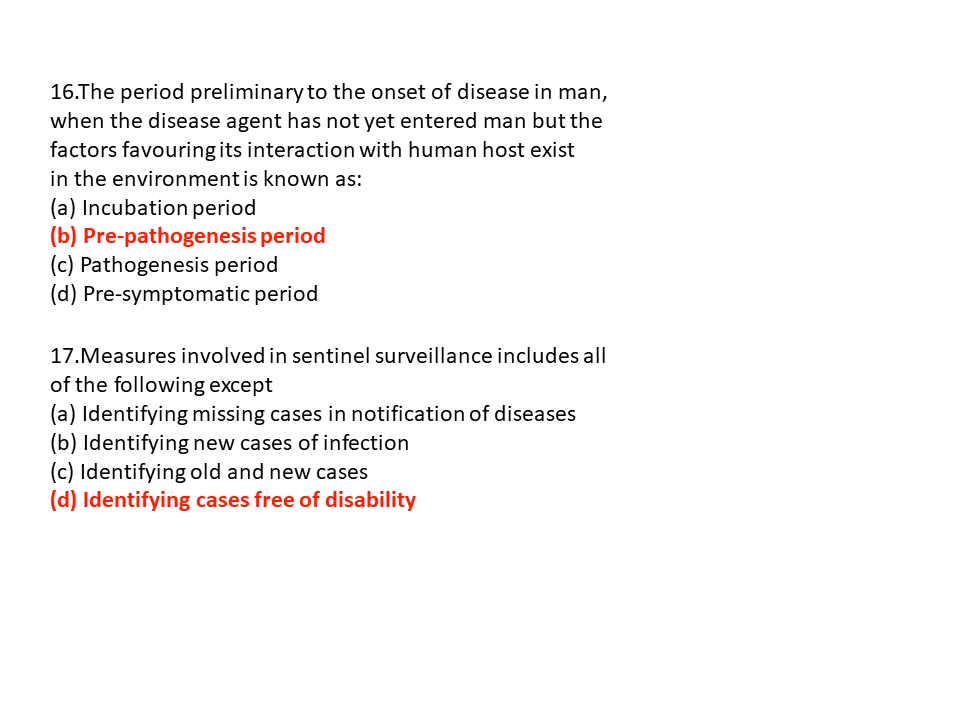 16.The period preliminary to the onset of disease in man,
when the disease agent has not yet entered man but the
factors favouring its interaction with human host exist
in the environment is known as:
(a) Incubation period
(b) Pre-pathogenesis period
(c) Pathogenesis period
(d) Pre-symptomatic period
17.Measures involved in sentinel surveillance includes all
of the following except
(a) Identifying missing cases in notification of diseases
(b) Identifying new cases of infection
(c) Identifying old and new cases
(d) Identifying cases free of disability